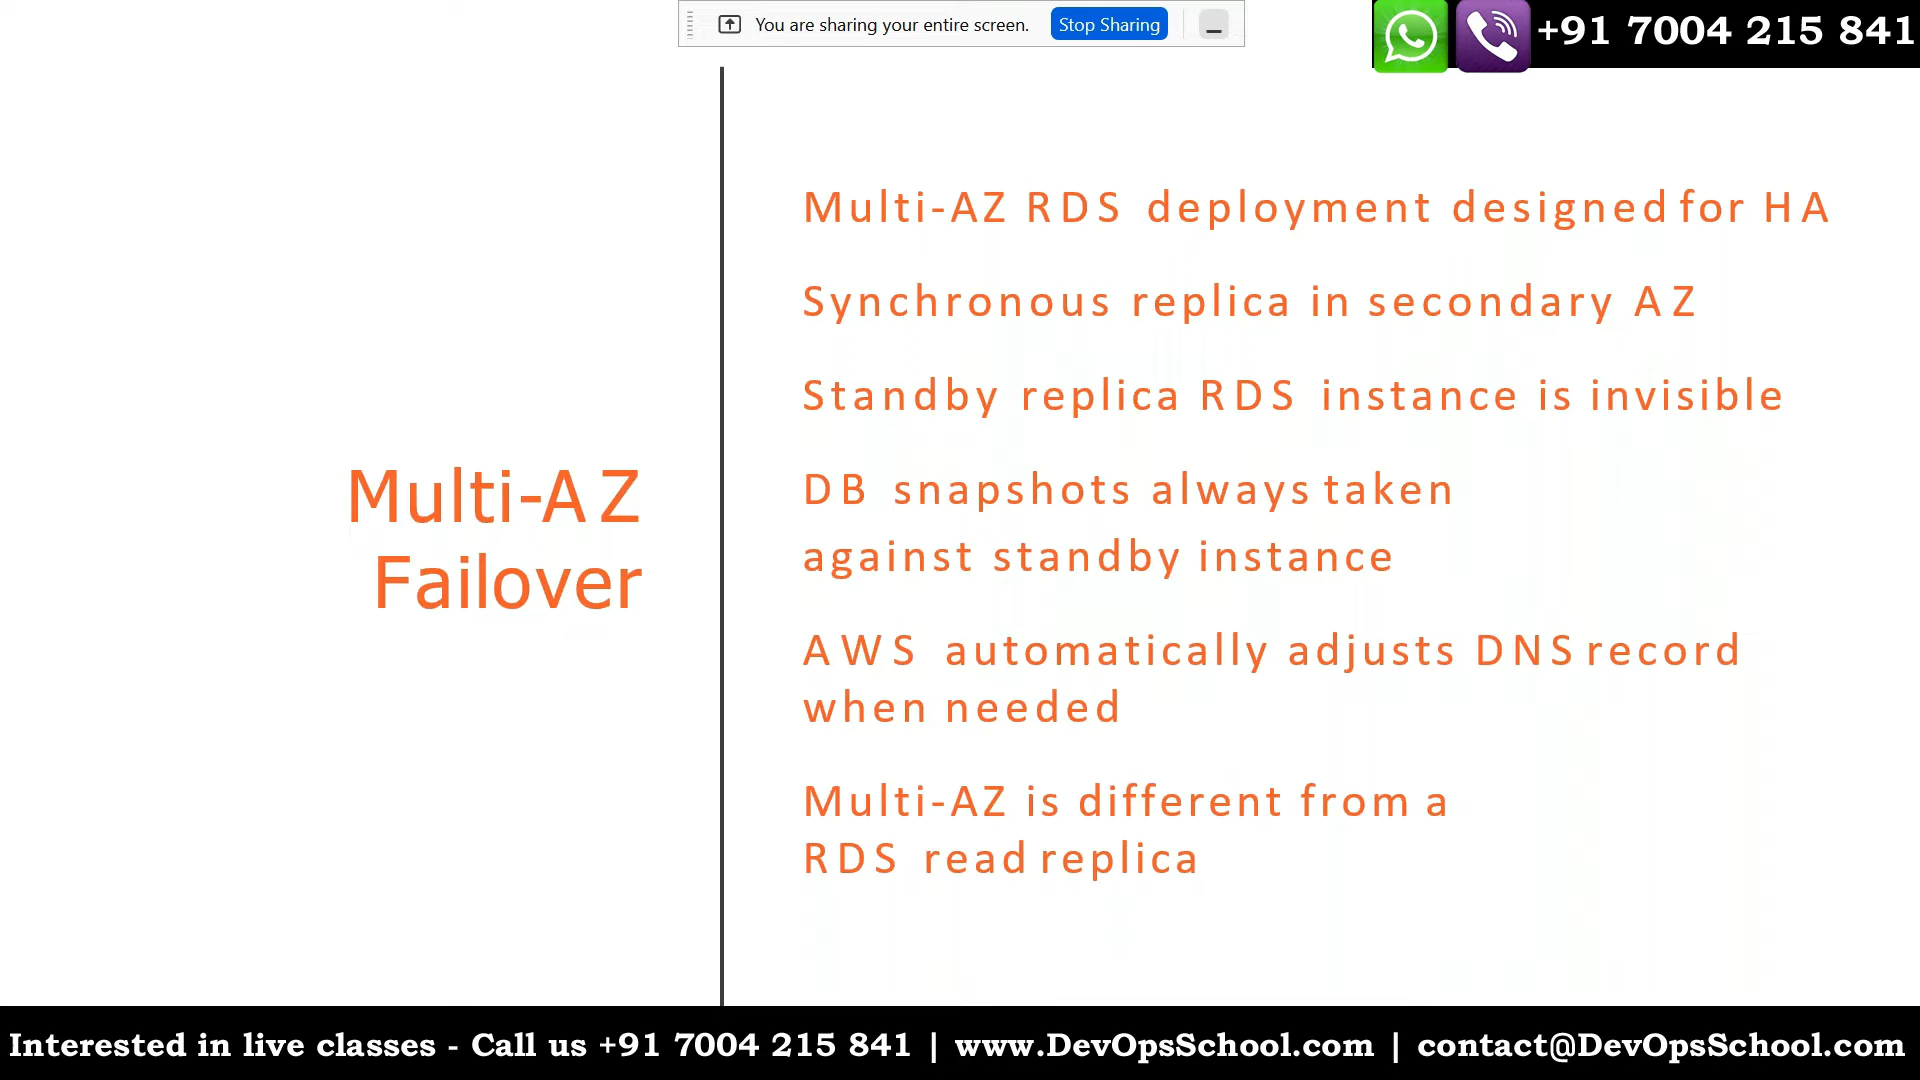 You are sharing your entire screen. Stop Sharing
+91 7004 215 841
Multi-AZ RDS deployment designed for HA
Synchronous replica in secondary AZ
Standby replica RDS instance is invisible
DB snapshots always taken
against standby instance
AWS automatically adjusts DNS record
when needed
Multi-AZ is different from a
RDS read replica
Multi-AZ
Failover
Interested in live classes - Call us +91 7004 215 841 | www.DevOpsSchool.com | contact@DevOpsSchool.com